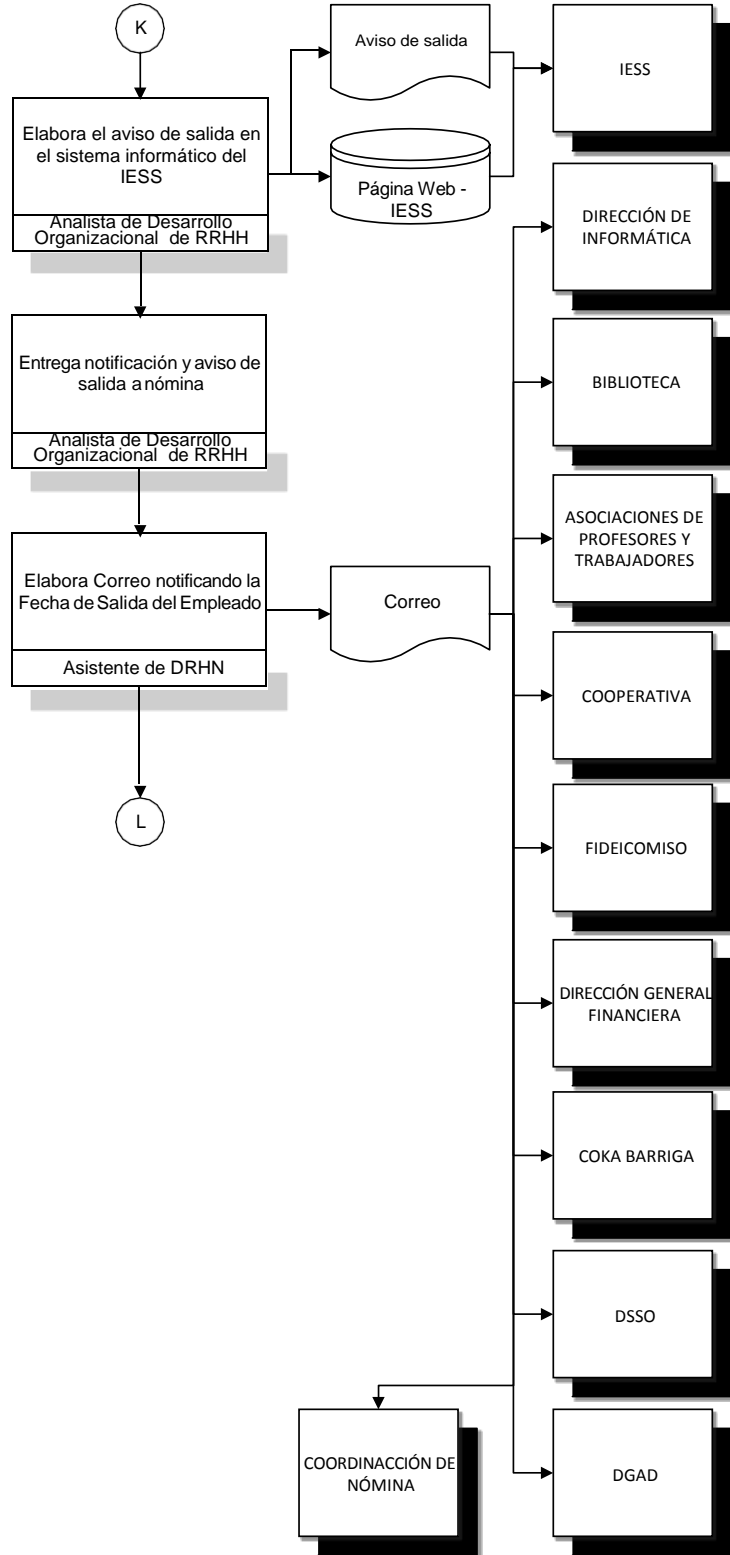 K
Aviso de salida
IESS
Elabora el aviso de salida en
el sistema informático del
IESS
Analista de Desarrollo
Organizacional de RRHH
Página Web -
IESS
DIRECCIÓN DE
INFORMÁTICA
Entrega notificación y aviso de
salida a nómina
Analista de Desarrollo
Organizacional de RRHH
BIBLIOTECA
ASOCIACIONES DE
PROFESORES Y
TRABAJADORES
Elabora Correo notificando la
Fecha de Salida del Empleado
Asistente de DRHN
Correo
COOPERATIVA
L
FIDEICOMISO
DIRECCIÓN GENERAL
FINANCIERA
COKA BARRIGA
DSSO
COORDINACCIÓN DE
NÓMINA
DGAD